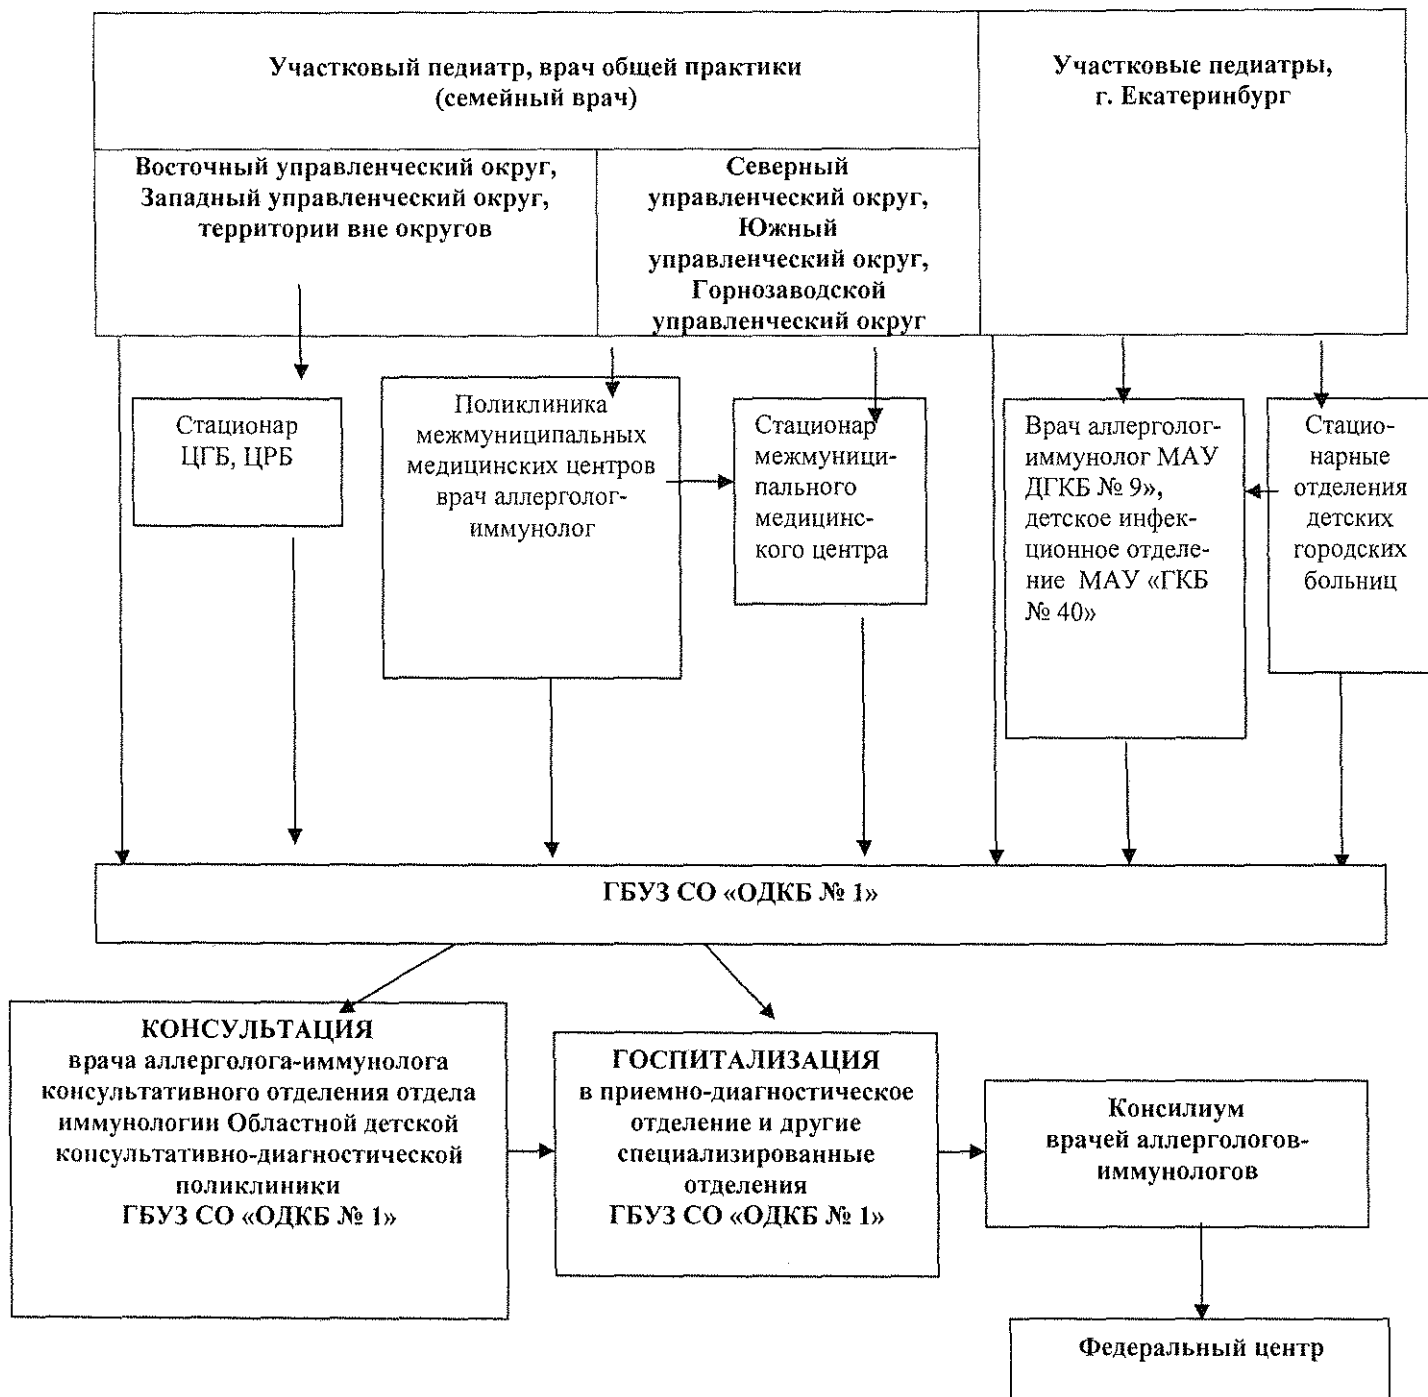 Участковый педиатр, врач общей практики
(семейный врач)
Участковые педиатры,
г. Екатеринбург
Восточный управленческий округ,
Западный управленческий округ,
территории вне округов
Северный
управленческий округ,
Южный
управленческий округ,
Горнозаводской
управленческий округ
Стационар
ЦГБ, ЦРБ
Поликлиника
межмуниципальных
медицинских центров
врач аллерголог-
иммунолог
Стационар
межмуници-
пального
медицинс-
кого центра
Врач аллерголог-
иммунолог МАУ
ДГКБ № 9»,
детское инфек-
ционное отделе-
ние МАУ «ГКБ
№ 40»
Стацио-
нарные
отделения
детских
городских
больниц
ГБУЗ СО «ОДКБ № 1»
КОНСУЛЬТАЦИЯ
врача аллерголога-иммунолога
консультативного отделения отдела
иммунологии Областной детской
консультативно-диагностической
поликлиники
ГБУЗ СО «ОДКБ № 1»
ГОСПИТАЛИЗАЦИЯ
в приемно-диагностическое
отделение и другие
специализированные
отделения
ГБУЗ СО «ОДКБ № 1»
Консилиум
врачей аллергологов-
иммунологов
Федеральный центр